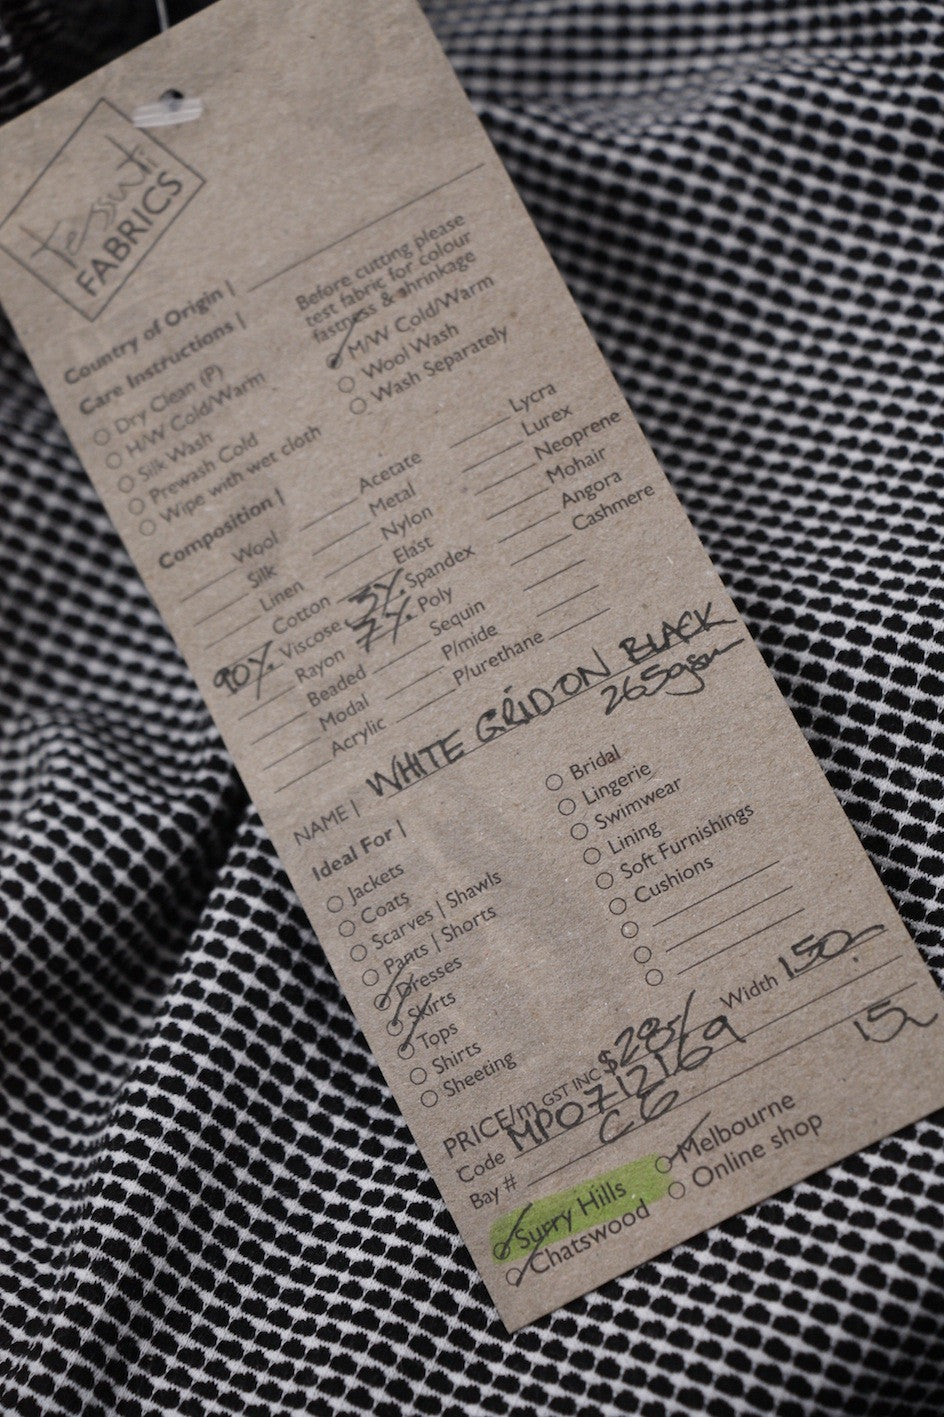 tessuti
FABRICS
Country of Origin |
Care Instructions |
Before cutting please
test fabric for colour
fastness & shrinkage
Dry Clean (P)
H/W Cold/Warm
Silk Wash
Prewash Cold
Wipe with wet cloth
M/W Cold/Warm
Wool Wash
Wash Separately
Composition |
Wool
Silk
Linen
Cotton
90% Viscose
Rayon
Beaded
Modal
Acrylic
Acetate
Metal
Nylon
Elast
3% Spandex
7% Poly
Sequin
P/mide
P/urethane
Lycra
Lurex
Neoprene
Mohair
Angora
Cashmere
NAME | WHITE GRID ON BLACK
265gsm
Ideal For |
Jackets
Coats
Scarves | Shawls
Pants | Shorts
Dresses
Skirts
Tops
Shirts
Sheeting
Bridal
Lingerie
Swimwear
Lining
Soft Furnishings
Cushions
PRICE/m GST INC $28/ Width 150
Code MP0712169
Bay # C6
Surry Hills
Chatswood
Melbourne
Online shop